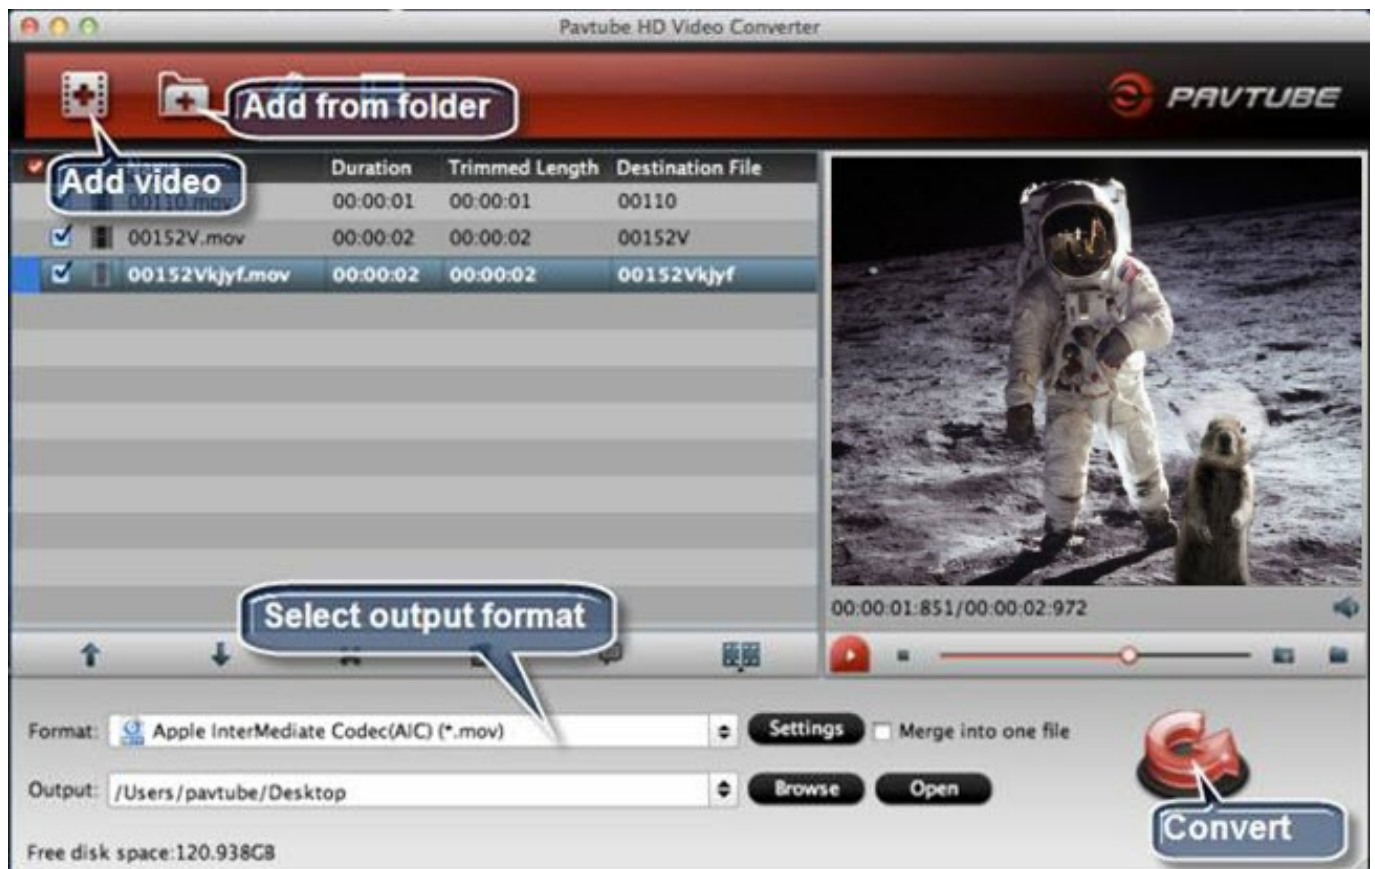 Pavtube HD Video Converter
Add from folder
PAVTUBE
Name Duration Trimmed Length Destination File
Add video
00110.mov 00:00:01 00:00:01 00110
00152V.mov 00:00:02 00:00:02 00152V
00152Vkjyf.mov 00:00:02 00:00:02 00152Vkjyf
Select output format
00:00:01:851/00:00:02:972
Format: Apple InterMediate Codec(AIC) (*.mov) Settings Merge into one file
Output: /Users/pavtube/Desktop Browse Open
Convert
Free disk space:120.938GB